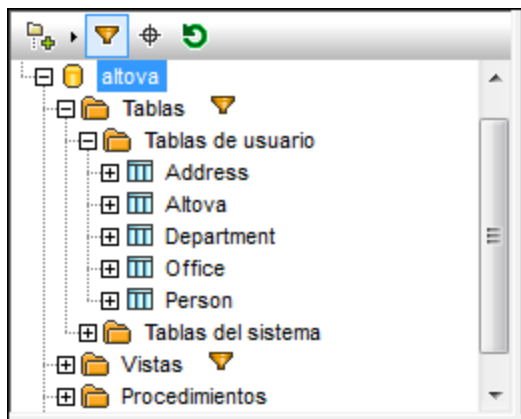 altova
Tablas
Tablas de usuario
Address
Altova
Department
Office
Person
Tablas del sistema
Vistas
Procedimientos